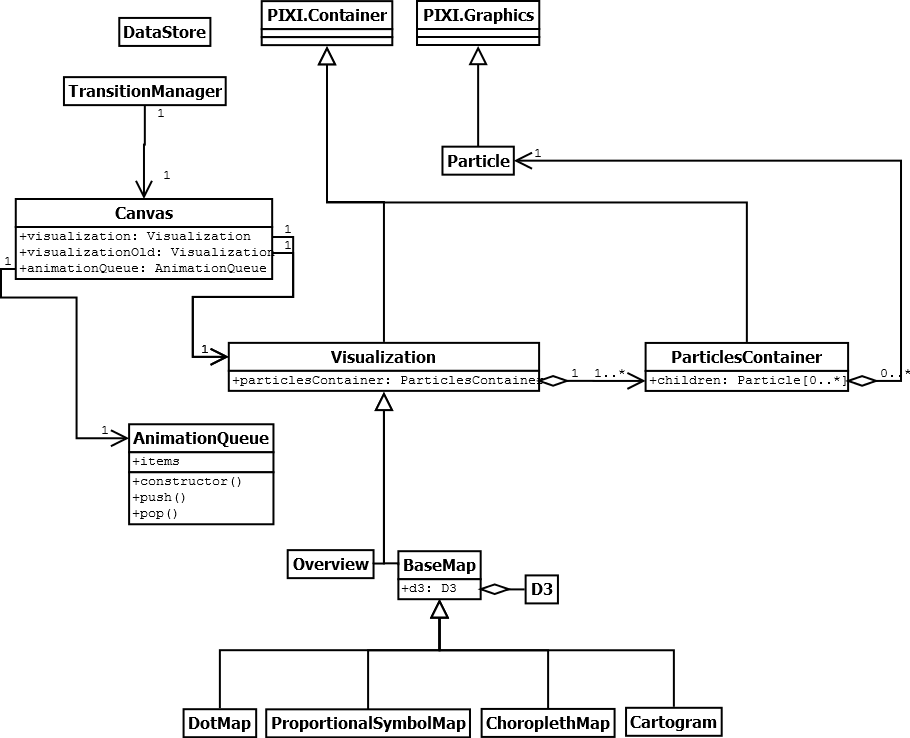 PIXI.Container
PIXI.Graphics
DataStore
TransitionManager
1
1
Particle
1
Canvas
+visualization: Visualization
1
+visualizationOld: Visualization
1
+animationQueue: AnimationQueue
1
1
Visualization
+particlesContainer: ParticlesContainer
1
1..*
ParticlesContainer
+children: Particle[0..*]
0..*
1
AnimationQueue
+items
+constructor()
+push()
+pop()
Overview
BaseMap
+d3: D3
D3
DotMap
ProportionalSymbolMap
ChoroplethMap
Cartogram